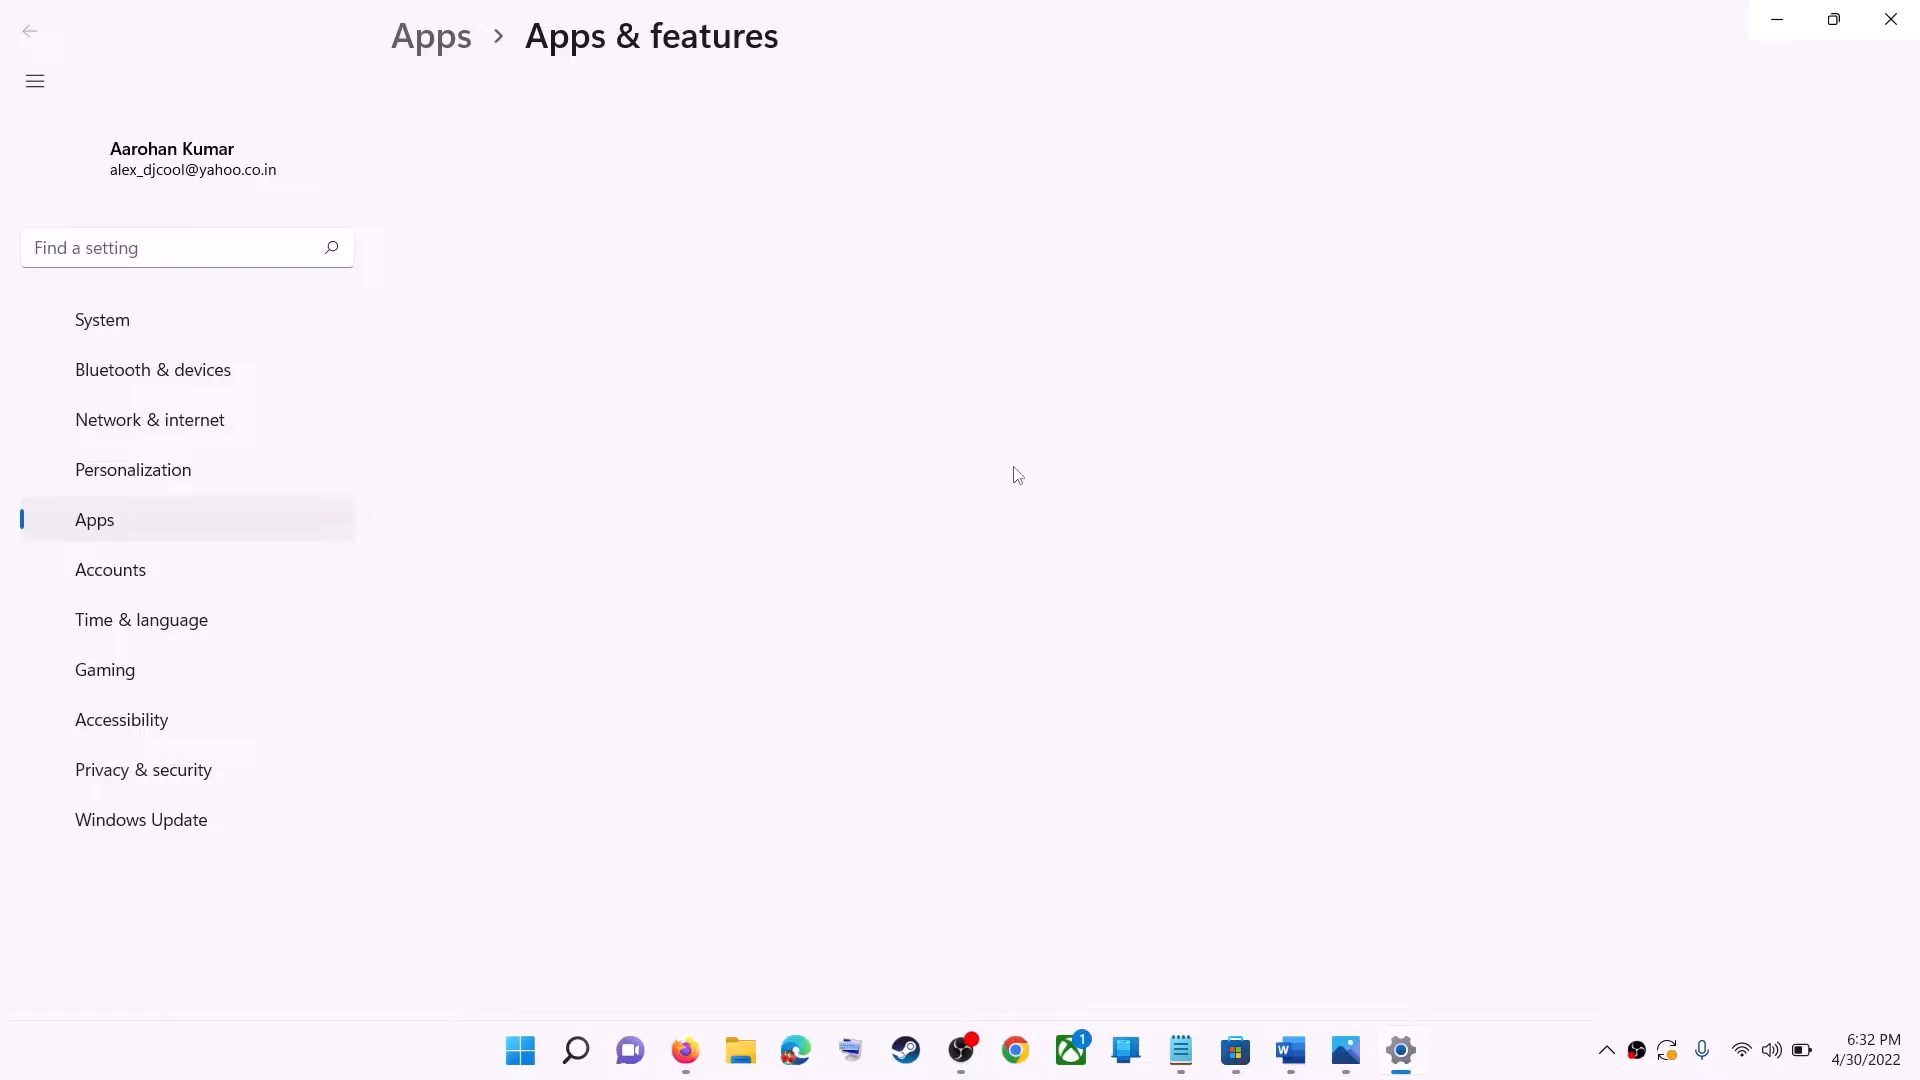 Apps > Apps & features
Aarohan Kumar
alex_djcool@yahoo.co.in
Find a setting
System
Bluetooth & devices
Network & internet
Personalization
Apps
Accounts
Time & language
Gaming
Accessibility
Privacy & security
Windows Update
1
W
6:32 PM
4/30/2022